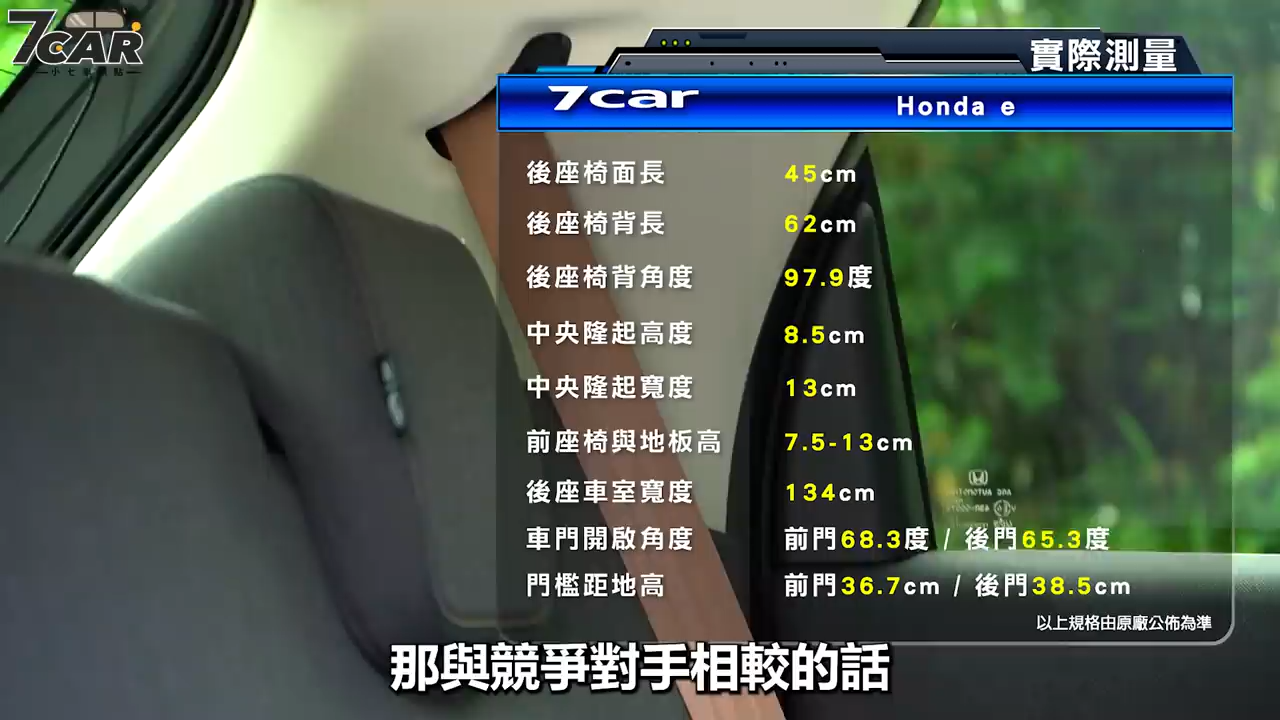 7CAR
小七車觀點
實際測量
7car
Honda e
後座椅面長 45cm
後座椅背長 62cm
後座椅背角度 97.9度
中央隆起高度 8.5cm
中央隆起寬度 13cm
前座椅與地板高 7.5-13cm
後座車室寬度 134cm
車門開啟角度 前門68.3度 / 後門65.3度
門檻距地高 前門36.7cm / 後門38.5cm
以上規格由原廠公佈為準
那與競爭對手相較的話